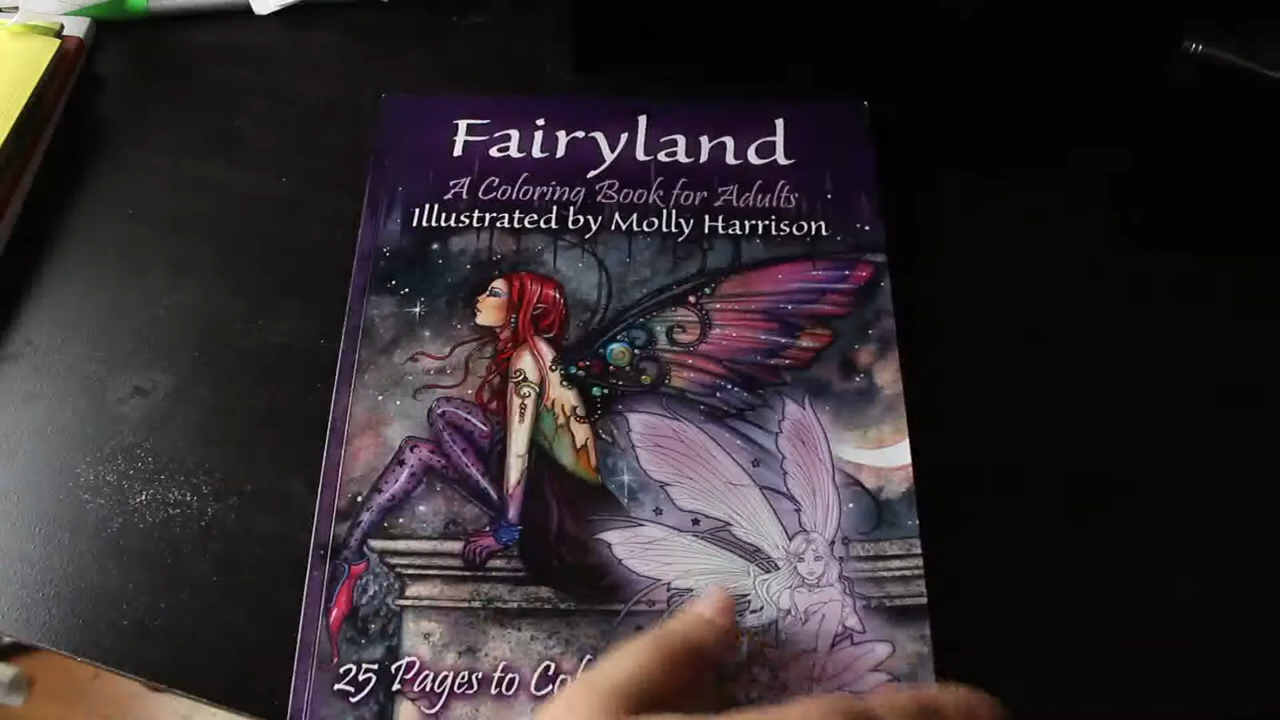 Fairyland
A Coloring Book for Adults
Illustrated by Molly Harrison
25 Pages to